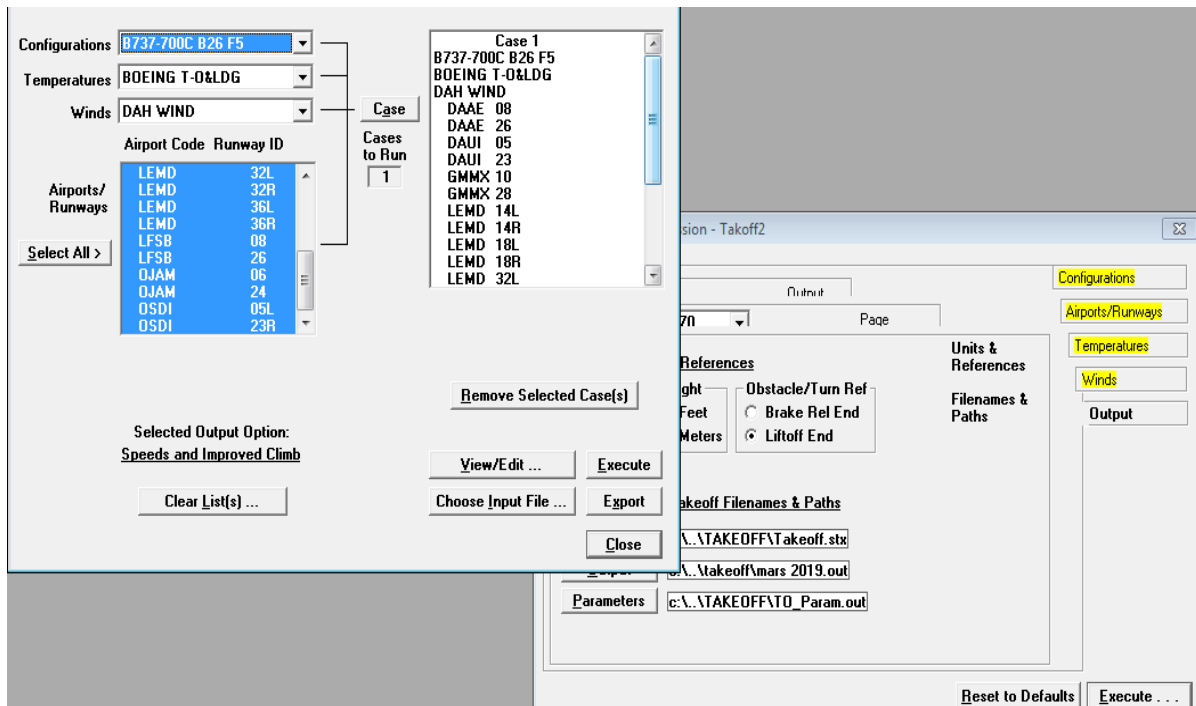 Configurations B737-700C B26 F5
Temperatures BOEING T-O&LDG
Winds DAH WIND
Case
Cases
to Run
1
Airport Code Runway ID
Airports/
Runways
Select All >
LEMD 32L
LEMD 32R
LEMD 36L
LEMD 36R
LFSB 08
LFSB 26
OJAM 06
OJAM 24
OSDI 05L
OSDI 23R
Case 1
B737-700C B26 F5
BOEING T-O&LDG
DAH WIND
DAAE 08
DAAE 26
DAUI 05
DAUI 23
GMMX 10
GMMX 28
LEMD 14L
LEMD 14R
LEMD 18L
LEMD 18R
LEMD 32L
Remove Selected Case(s)
Selected Output Option:
Speeds and Improved Climb
View/Edit ... Execute
Clear List(s) ...
Choose Input File ... Export
Close
sion - Takoff2
Output
Page
References
ght
Feet
Meters
Obstacle/Turn Ref
Brake Rel End
Liftoff End
Units &
References
Filenames &
Paths
Configurations
Airports/Runways
Temperatures
Winds
Output
akeoff Filenames & Paths
\..\TAKEOFF\Takeoff.stx
\..\takeoff\mars 2019.out
Parameters c:\..\TAKEOFF\TO_Param.out
Reset to Defaults Execute . . .